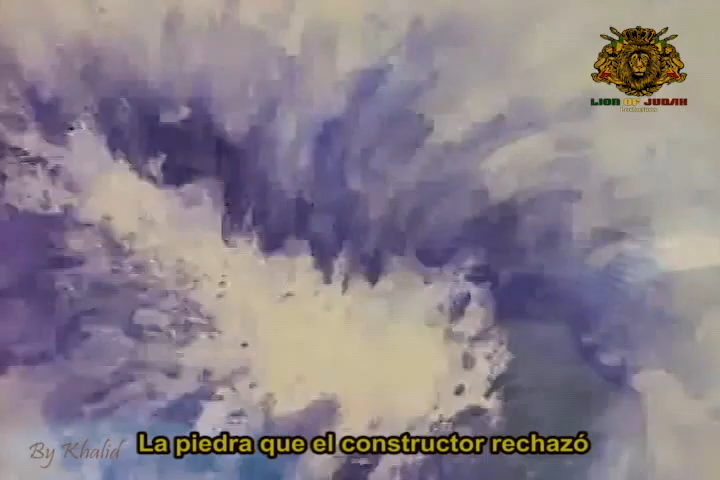 LION OF JUDAH
By Khalid
La piedra que el constructor rechazó